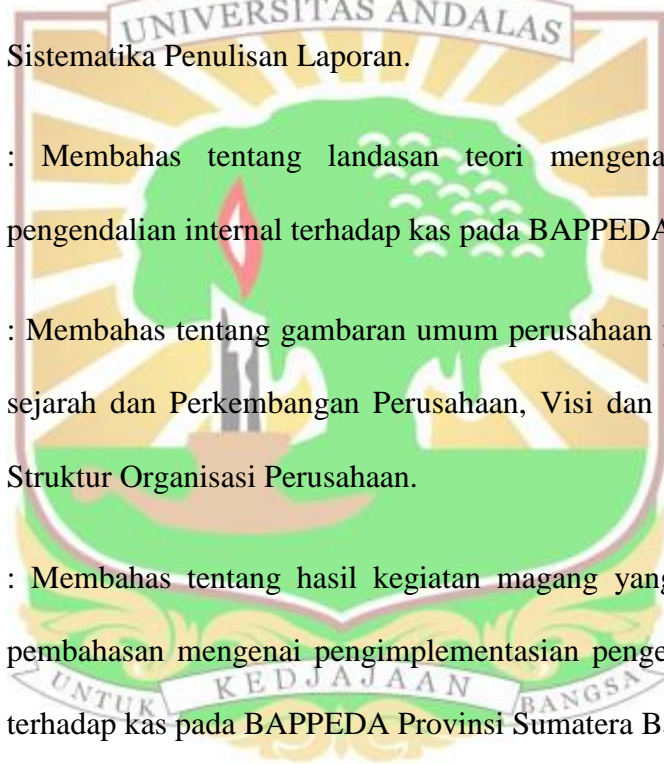 UNIVERSITAS ANDALAS
Sistematika Penulisan Laporan.
: Membahas tentang landasan teori mengena
pengendalian internal terhadap kas pada BAPPEDA
: Membahas tentang gambaran umum perusahaan
sejarah dan Perkembangan Perusahaan, Visi dan
Struktur Organisasi Perusahaan.
: Membahas tentang hasil kegiatan magang yang
pembahasan mengenai pengimplementasian penge
UNTUK KEDJAJAAN BANGSA
terhadap kas pada BAPPEDA Provinsi Sumatera Ba